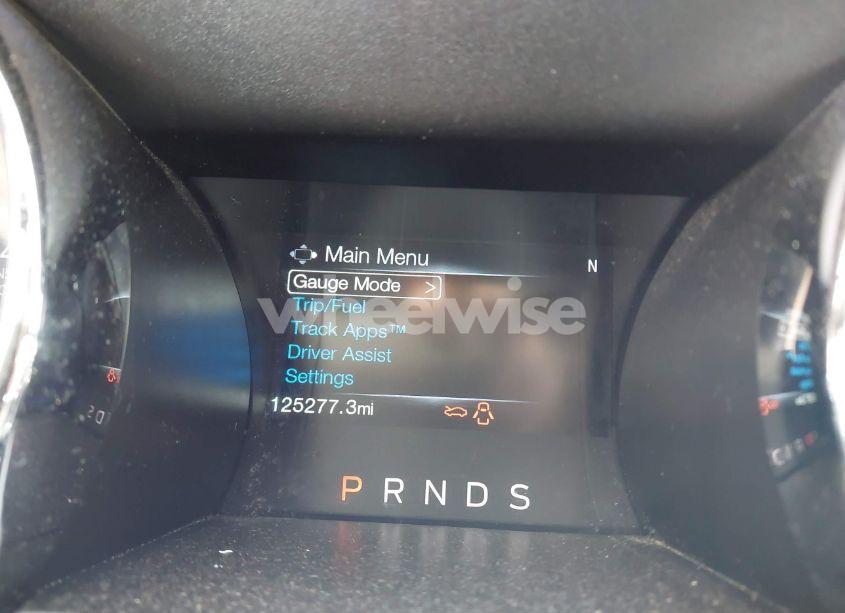 Main Menu
N
Gauge Mode >
Trip/Fuel
wheelwise
Track Apps™
Driver Assist
Settings
125277.3mi
P R N D S